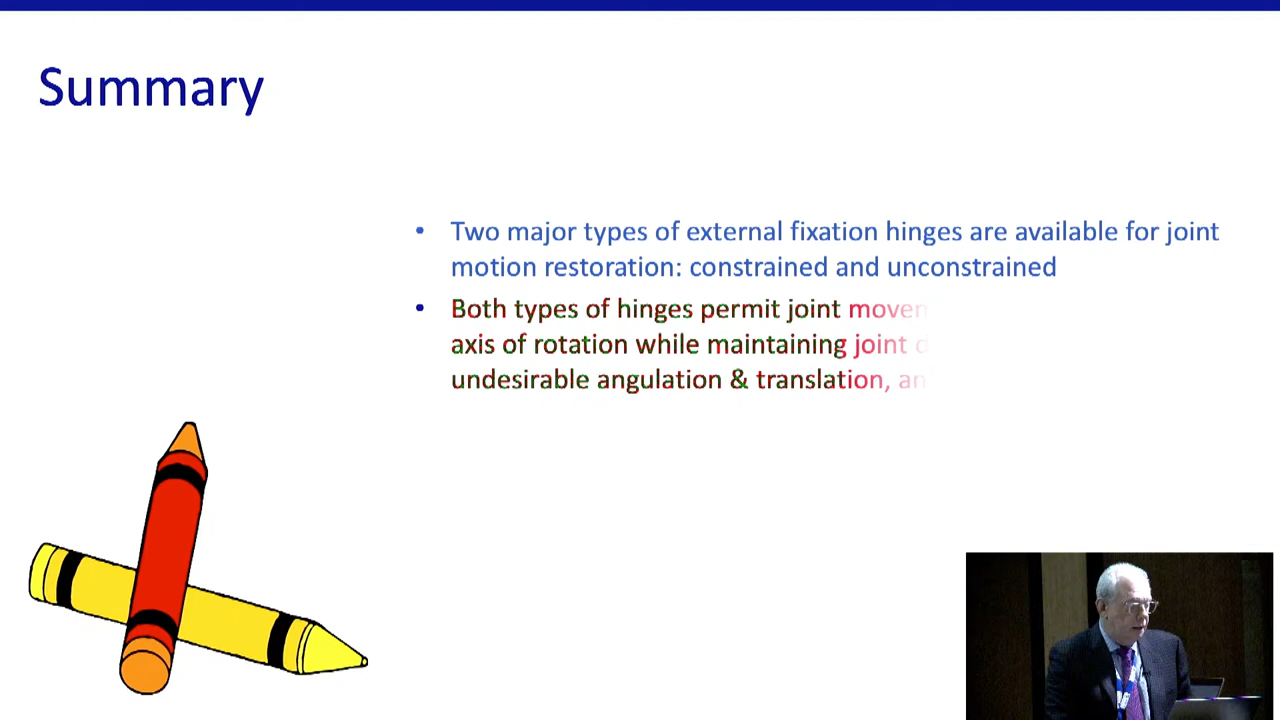 Summary
• Two major types of external fixation hinges are available for joint
motion restoration: constrained and unconstrained
• Both types of hinges permit joint
axis of rotation while maintaining joint
undesirable angulation & translation,